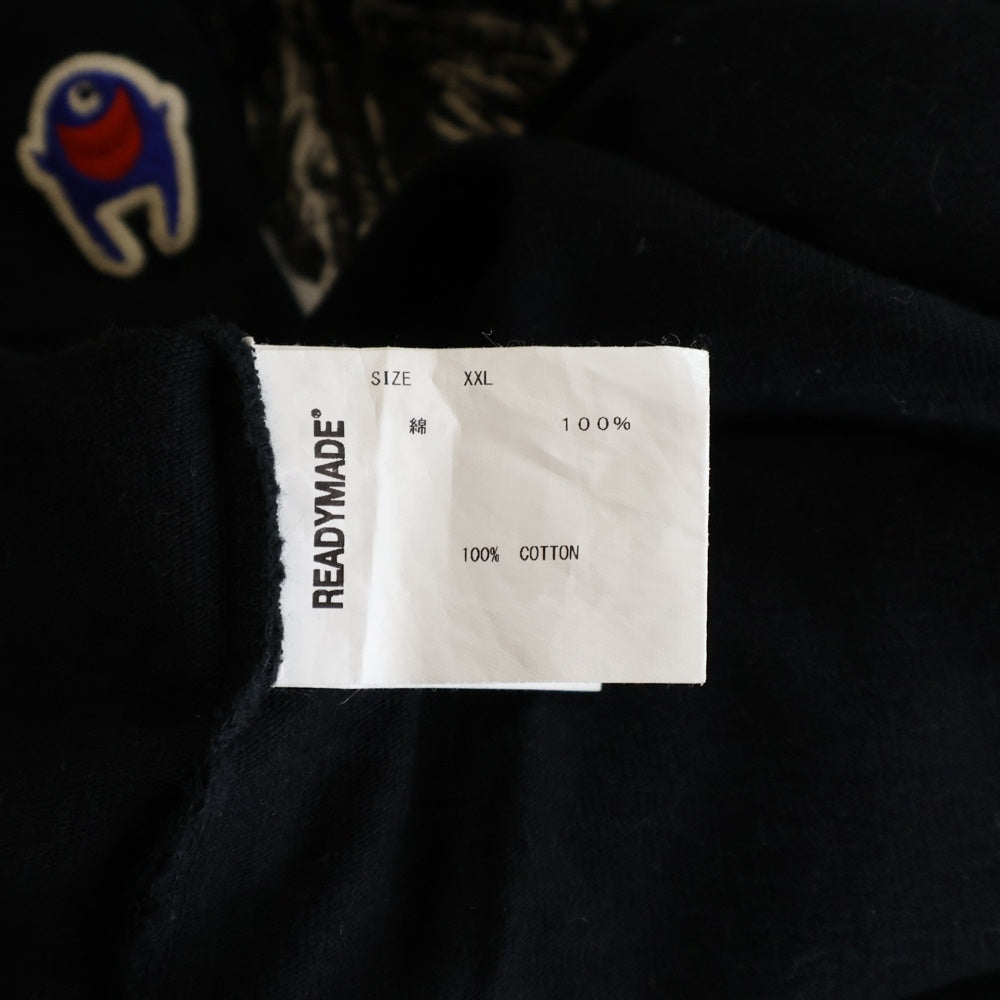 SIZE XXL
綿 100%
100% COTTON
READYMADE®